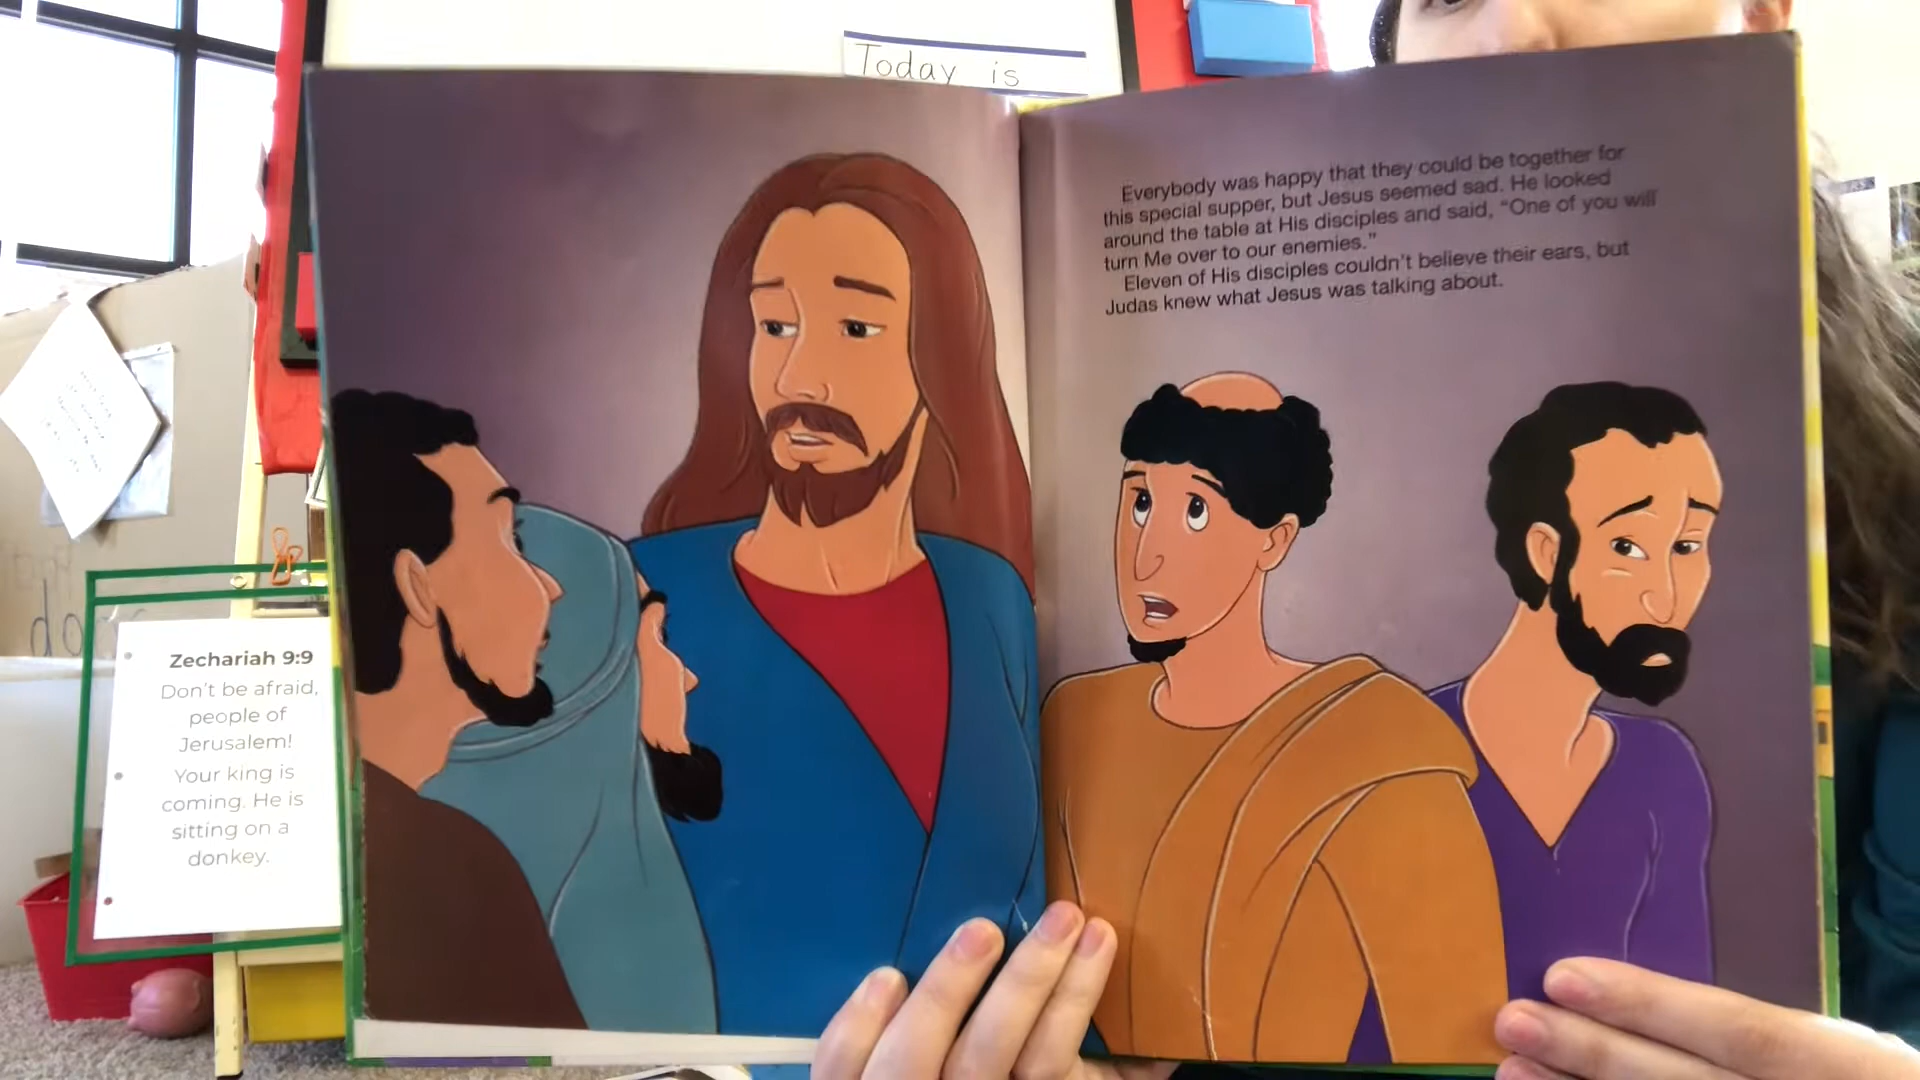 Today is
Everybody was happy that they could be together for
this special supper, but Jesus seemed sad. He looked
around the table at His disciples and said, "One of you will
turn Me over to our enemies."
Eleven of His disciples couldn't believe their ears, but
Judas knew what Jesus was talking about.
Zechariah 9:9
Don't be afraid,
people of
Jerusalem!
Your king is
coming. He is
sitting on a
donkey.